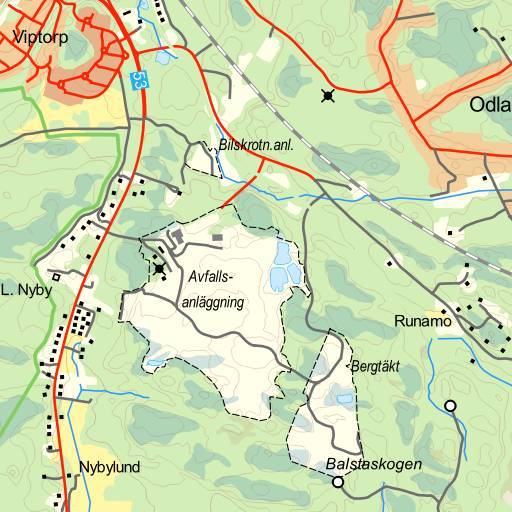 Viptorp
53
Odla
Bilskrotn.anl.
Avfalls-
anläggning
L. Nyby
Runamo
Bergtäkt
Nybylund
Balstaskogen